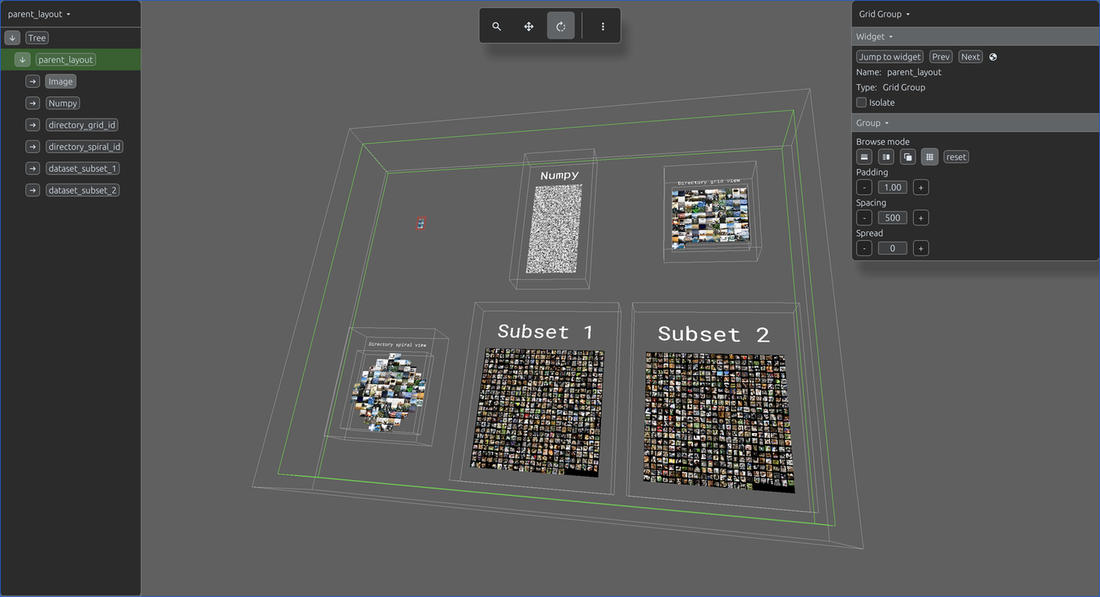 parent_layout
Tree
parent_layout
Image
Numpy
directory_grid_id
directory_spiral_id
dataset_subset_1
dataset_subset_2
Numpy
Directory grid view
Directory spiral view
Subset 1
Subset 2
Grid Group
Widget
Jump to widget Prev Next
Name: parent_layout
Type: Grid Group
Isolate
Group
Browse mode
reset
Padding
- 1.00 +
Spacing
- 500 +
Spread
- 0 +